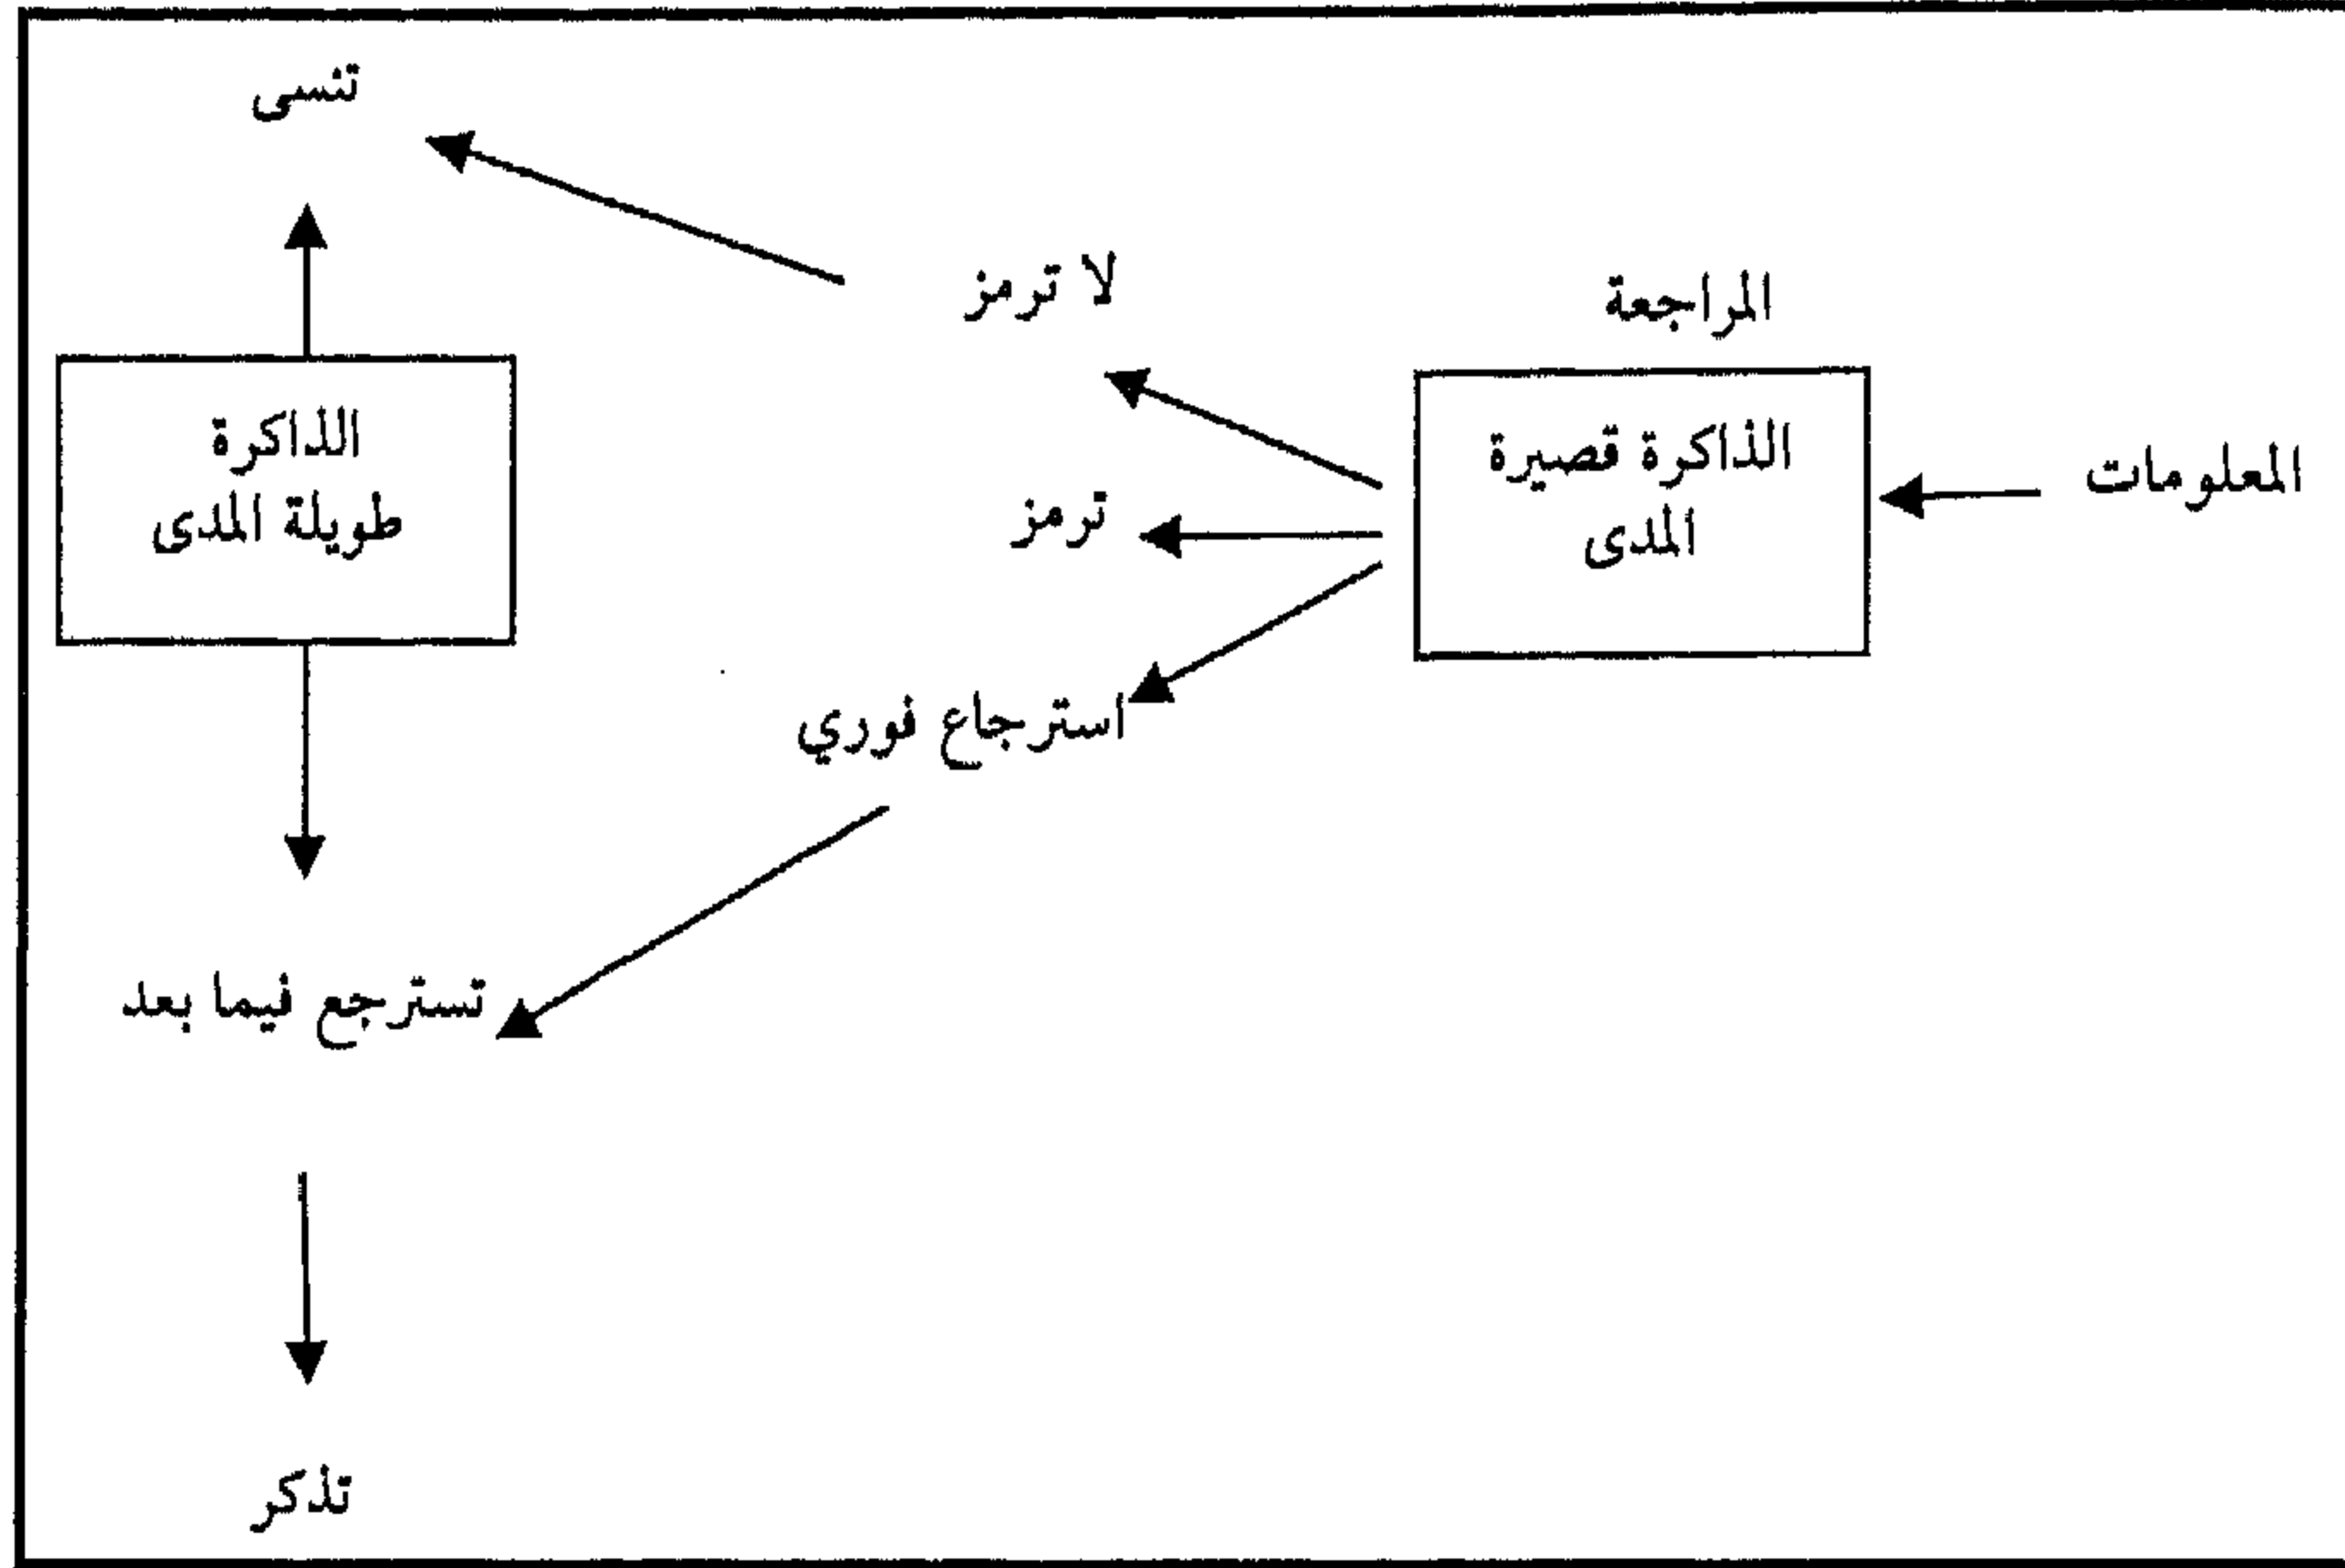 المعلومات
المراجعة
الذاكرة قصيرة
المدى
لا ترمز
ترمز
استرجاع فوري
تنسى
الذاكرة
طويلة المدى
تسترجع فيما بعد
تذكر